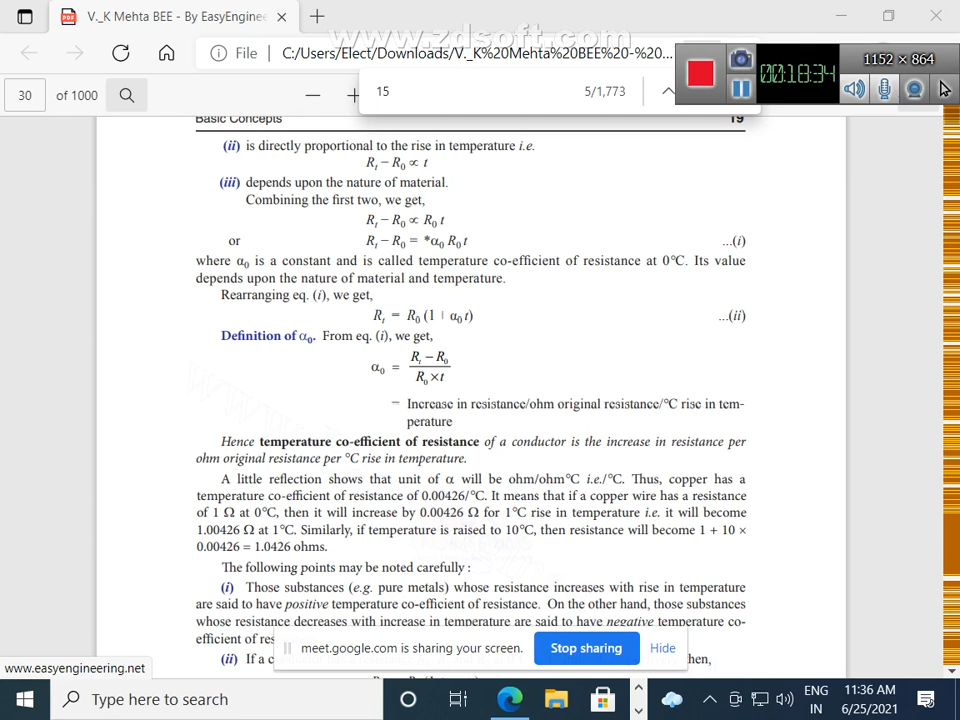 V._K Mehta BEE - By EasyEnginee
www.zdsoft.com
File
C:/Users/Elect/Downloads/V._K%20Mehta%20BEE%20-%20...
1152 × 864
00:18:34
30 of 1000
15
5/1,773
Basic Concepts 19
(ii) is directly proportional to the rise in temperature i.e.
Rt – R0 ∝ t
(iii) depends upon the nature of material.
Combining the first two, we get,
Rt – R0 ∝ R0 t
or Rt – R0 = *α0 R0 t ...(i)
where α0 is a constant and is called temperature co-efficient of resistance at 0°C. Its value
depends upon the nature of material and temperature.
Rearranging eq. (i), we get,
Rt = R0 (1 + α0 t) ...(ii)
Definition of α0. From eq. (i), we get,
α0 = (Rt – R0) / (R0 × t)
= Increase in resistance/ohm original resistance/°C rise in tem-
perature
Hence temperature co-efficient of resistance of a conductor is the increase in resistance per
ohm original resistance per °C rise in temperature.
A little reflection shows that unit of α will be ohm/ohm°C i.e./°C. Thus, copper has a
temperature co-efficient of resistance of 0.00426/°C. It means that if a copper wire has a resistance
of 1 Ω at 0°C, then it will increase by 0.00426 Ω for 1°C rise in temperature i.e. it will become
1.00426 Ω at 1°C. Similarly, if temperature is raised to 10°C, then resistance will become 1 + 10 ×
0.00426 = 1.0426 ohms.
The following points may be noted carefully :
(i) Those substances (e.g. pure metals) whose resistance increases with rise in temperature
are said to have positive temperature co-efficient of resistance. On the other hand, those substances
whose resistance decreases with increase in temperature are said to have negative temperature co-
efficient of res
meet.google.com is sharing your screen.
Stop sharing
Hide
(ii) If a
hen,
www.easyengineering.net
Type here to search
ENG
IN
11:36 AM
6/25/2021